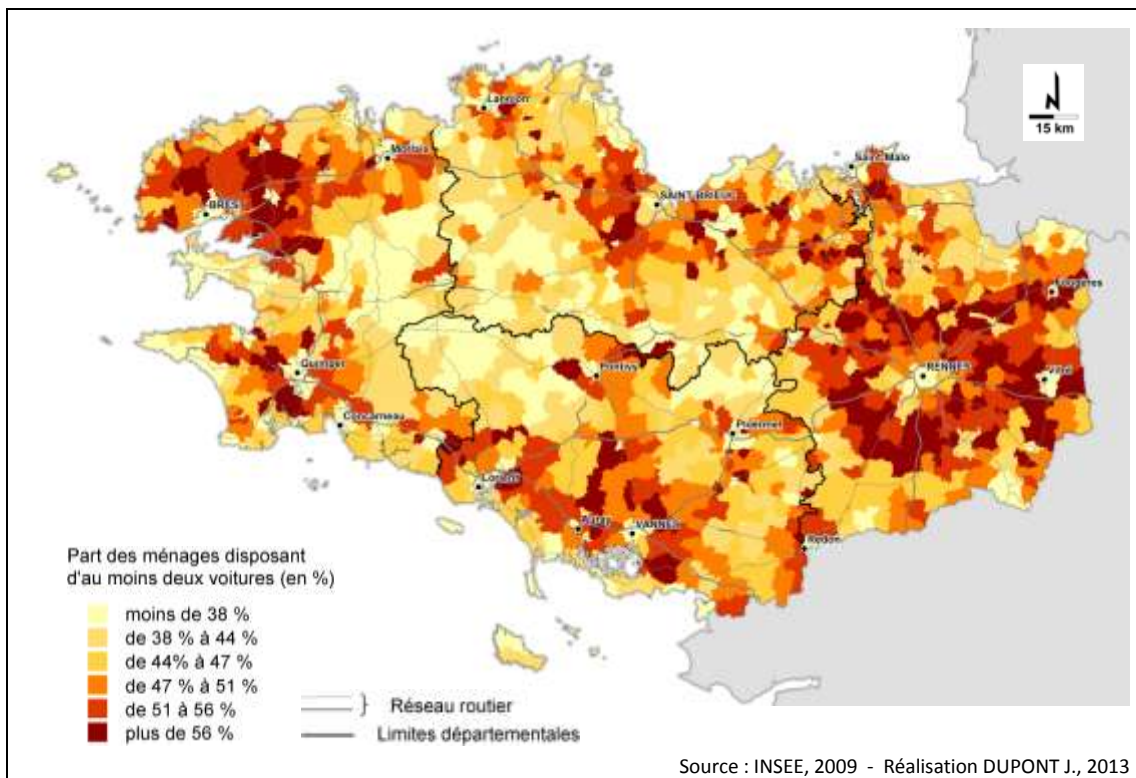 Lannion
Morlaix
Saint-Malo
BREST
SAINT-BRIEUC
Fougères
Quimper
Pontivy
RENNES
Vitré
Concarneau
Ploërmel
Lorient
Auray
VANNES
Redon
15 km
Part des ménages disposant
d'au moins deux voitures (en %)
moins de 38 %
de 38 % à 44 %
de 44% à 47 %
de 47 % à 51 %
de 51 à 56 %
plus de 56 %
Réseau routier
Limites départementales
Source : INSEE, 2009 - Réalisation DUPONT J., 2013